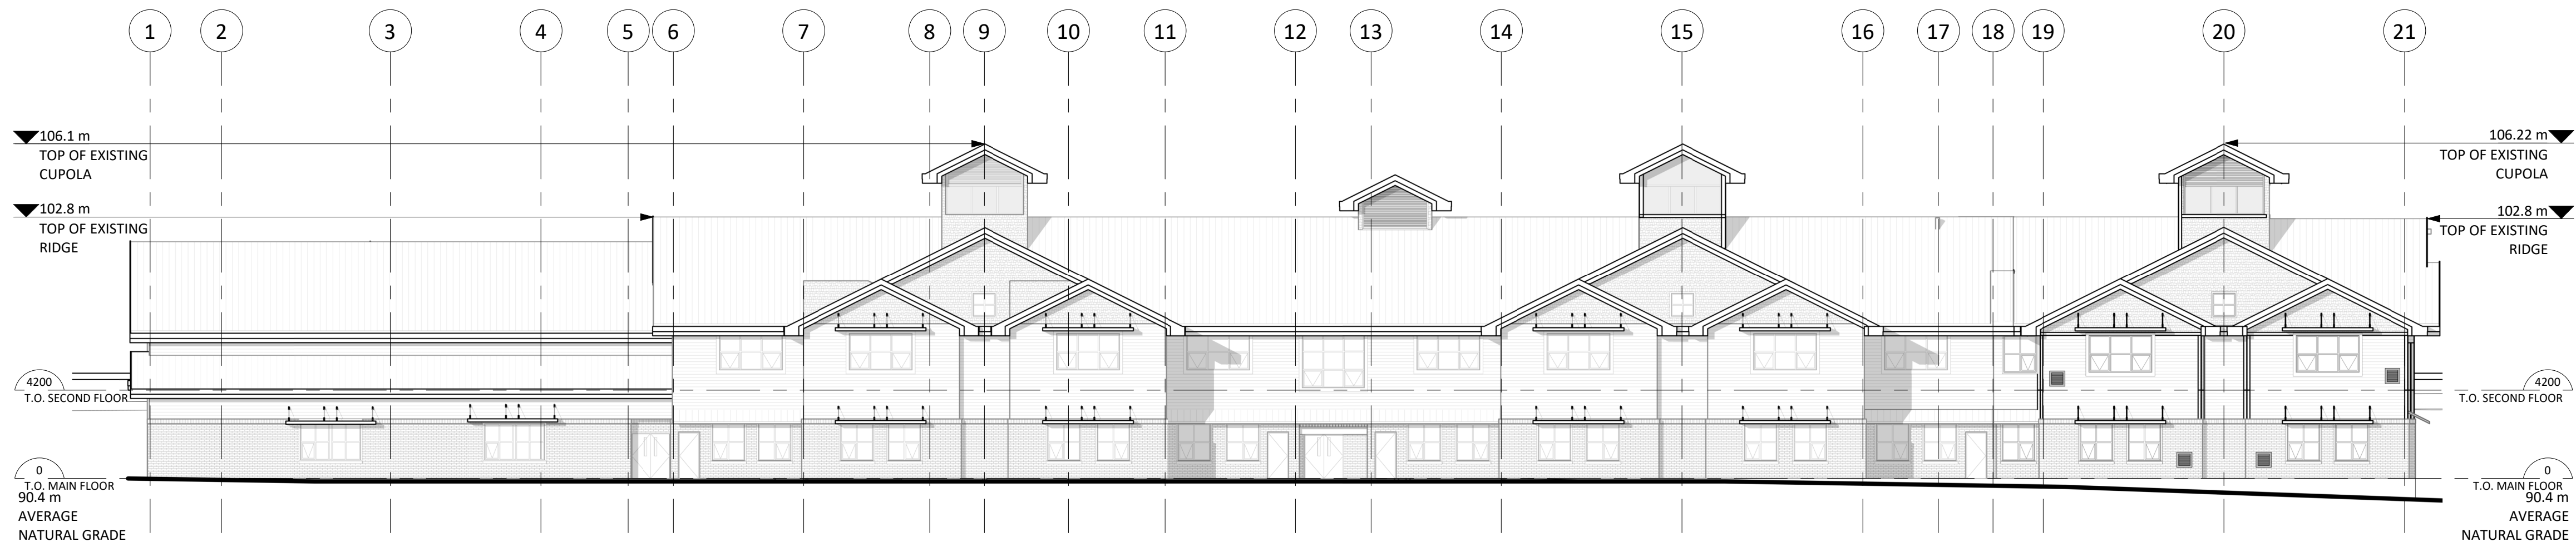 1 2 3 4 5 6 7 8 9 10 11 12 13 14 15 16 17 18 19 20 21
106.1 m
TOP OF EXISTING
CUPOLA
106.22 m
TOP OF EXISTING
CUPOLA
102.8 m
TOP OF EXISTING
RIDGE
102.8 m
TOP OF EXISTING
RIDGE
4200
T.O. SECOND FLOOR
4200
T.O. SECOND FLOOR
0
T.O. MAIN FLOOR
90.4 m
AVERAGE
NATURAL GRADE
0
T.O. MAIN FLOOR
90.4 m
AVERAGE
NATURAL GRADE